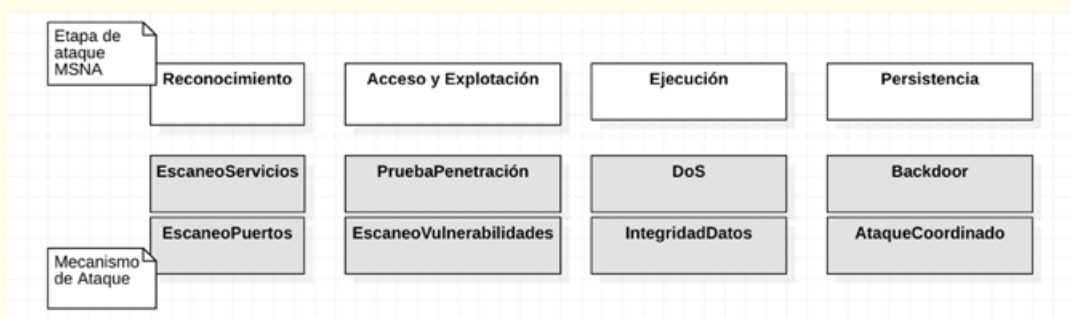 Etapa de
ataque
MSNA
Reconocimiento
Acceso y Explotación
Ejecución
Persistencia
EscaneoServicios
PruebaPenetración
DoS
Backdoor
EscaneoPuertos
EscaneoVulnerabilidades
IntegridadDatos
AtaqueCoordinado
Mecanismo
de Ataque